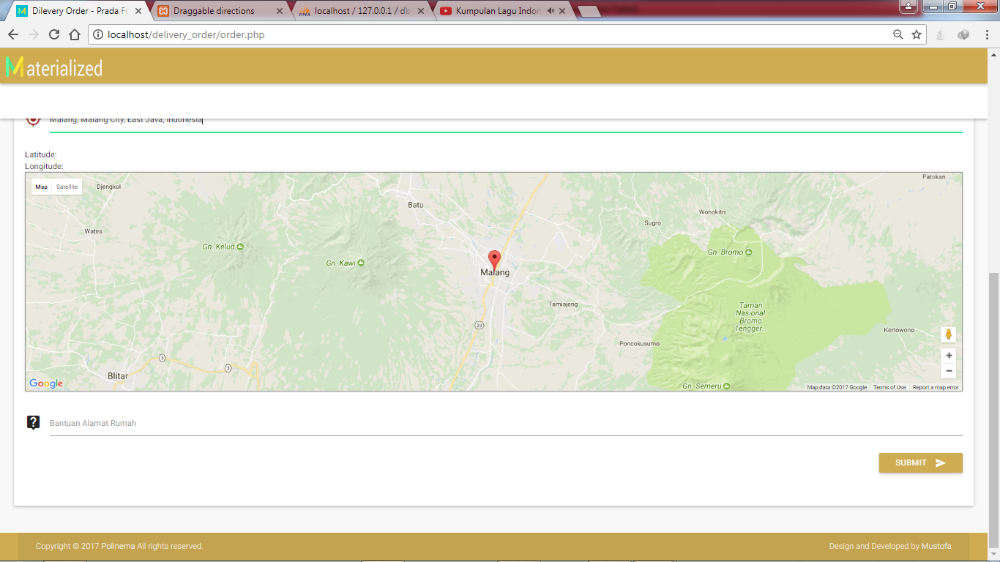 Dilevery Order - Prada Fr
Draggable directions
localhost / 127.0.0.1 / db
Kumpulan Lagu Indon
localhost/delivery_order/order.php
Materialized
Malang, Malang City, East Java, Indonesia
Latitude:
Longitude:
Map Satellite
Djengkol
Patokan
Batu
Wonokitri
Sugro
Wates
Gn. Kelud
Gn. Bromo
Gn. Kawi
Malang
Tamiajeng
Taman
Nasional
Bromo
Tengger...
23
Kertowono
Poncokusumo
3
3
Blitar
Google
Gn. Semeru
Map data ©2017 Google Terms of Use Report a map error
Bantuan Alamat Rumah
SUBMIT
Copyright © 2017 Polinema All rights reserved.
Design and Developed by Mustofa